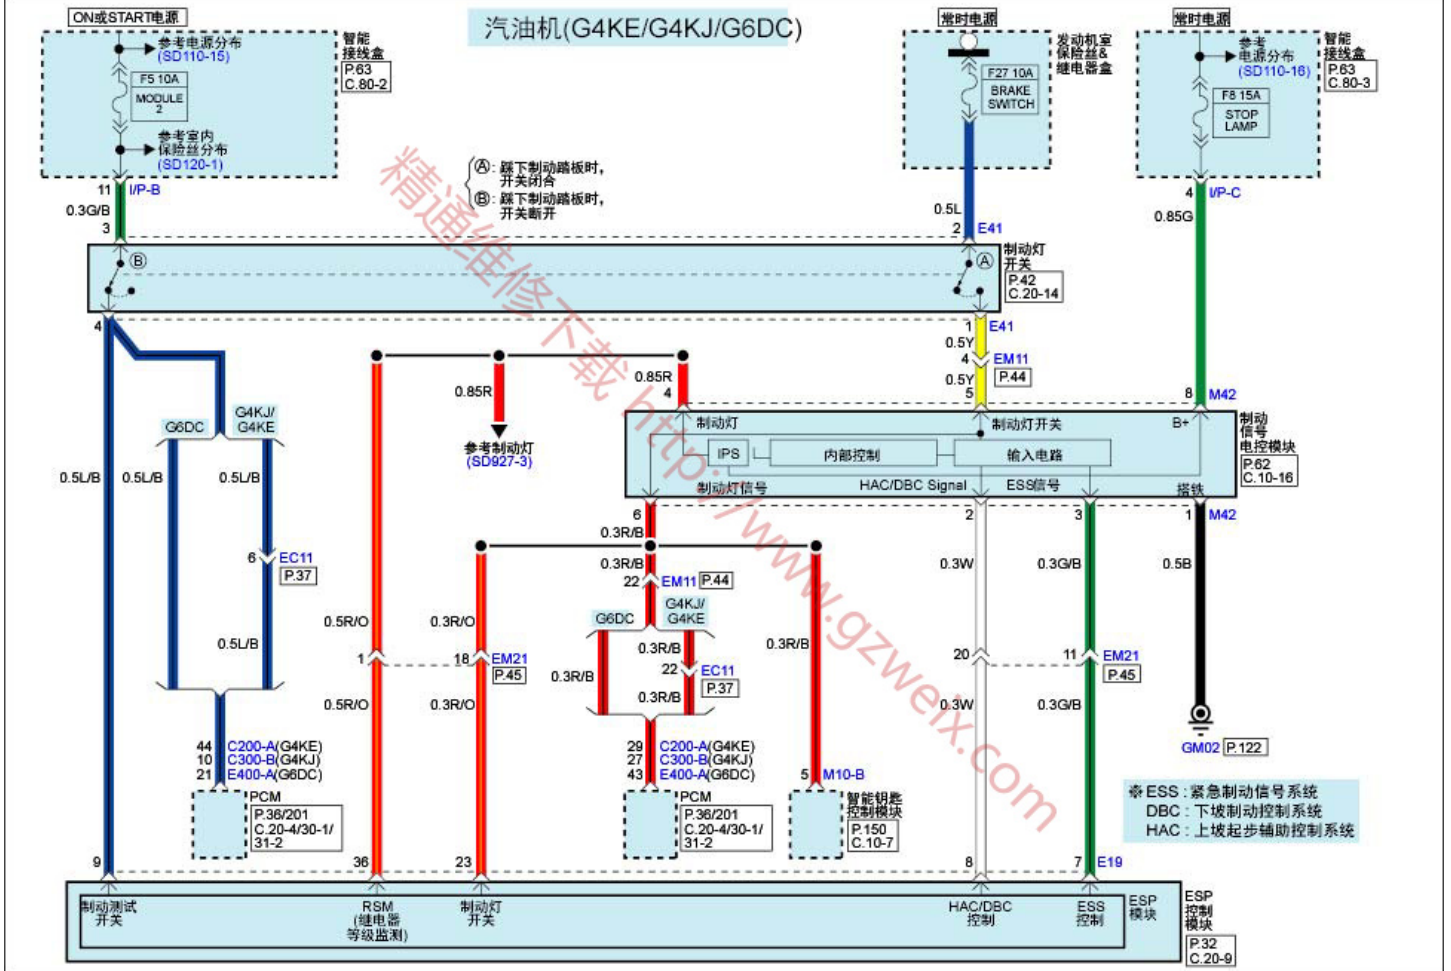 ON或START电源
汽油机(G4KE/G4KJ/G6DC)
常时电源
常时电源
参考电源分布
(SD110-15)
F5 10A
MODULE
2
参考室内
保险丝分布
(SD120-1)
智能
接线盒
P.63
C.80-2
F27 10A
BRAKE
SWITCH
发动机室
保险丝&
继电器盒
参考
电源分布
(SD110-16)
F8 15A
STOP
LAMP
智能
接线盒
P.63
C.80-3
Ⓐ: 踩下制动踏板时,
开关闭合
Ⓑ: 踩下制动踏板时,
开关断开
11 I/P-B
0.3G/B
3
0.5L
2 E41
4 I/P-C
0.85G
Ⓑ
Ⓐ
制动灯
开关
P.42
C.20-14
4
1 E41
0.5Y
4 EM11
P.44
0.5Y
5
8 M42
0.85R
0.85R
4
参考制动灯
(SD927-3)
G6DC
G4KJ/
G4KE
0.5L/B
0.5L/B
0.5L/B
6 EC11
P.37
0.5L/B
制动灯
制动灯开关
B+
IPS
内部控制
输入电路
制动灯信号
HAC/DBC Signal
ESS信号
搭铁
制动
信号
电控模块
P.62
C.10-16
6
2
3
1 M42
0.3R/B
0.3R/B
22 EM11 P.44
G6DC
G4KJ/
G4KE
0.3W
0.3G/B
0.5B
0.5R/O
0.3R/O
0.3R/B
0.3R/B
0.3R/B
1
18 EM21
P.45
22 EC11
P.37
20
11 EM21
P.45
0.5R/O
0.3R/O
0.3R/B
0.3W
0.3G/B
GM02 P.122
44 C200-A(G4KE)
10 C300-B(G4KJ)
21 E400-A(G6DC)
29 C200-A(G4KE)
27 C300-B(G4KJ)
43 E400-A(G6DC)
5 M10-B
PCM
P.36/201
C.20-4/30-1/
31-2
PCM
P.36/201
C.20-4/30-1/
31-2
智能钥匙
控制模块
P.150
C.10-7
※ESS : 紧急制动信号系统
DBC : 下坡制动控制系统
HAC : 上坡起步辅助控制系统
9
36
23
8
7 E19
制动测试
开关
RSM
(继电器
等级监测)
制动灯
开关
HAC/DBC
控制
ESS
控制
ESP
模块
ESP
控制
模块
P.32
C.20-9
精通维修下载 http://www.gzweix.com